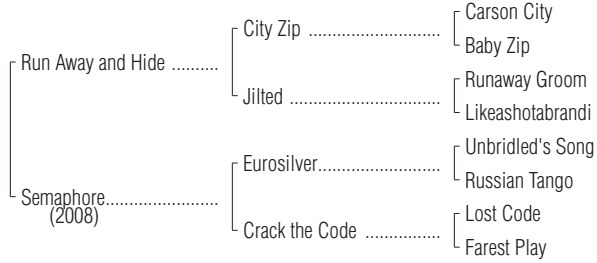 Carson City
City Zip ............................
Baby Zip
Run Away and Hide ..........
Runaway Groom
Jilted ................................
Likeashotabrandi
Unbridled's Song
Eurosilver..........................
Russian Tango
Semaphore........................
(2008)
Lost Code
Crack the Code ................
Farest Play